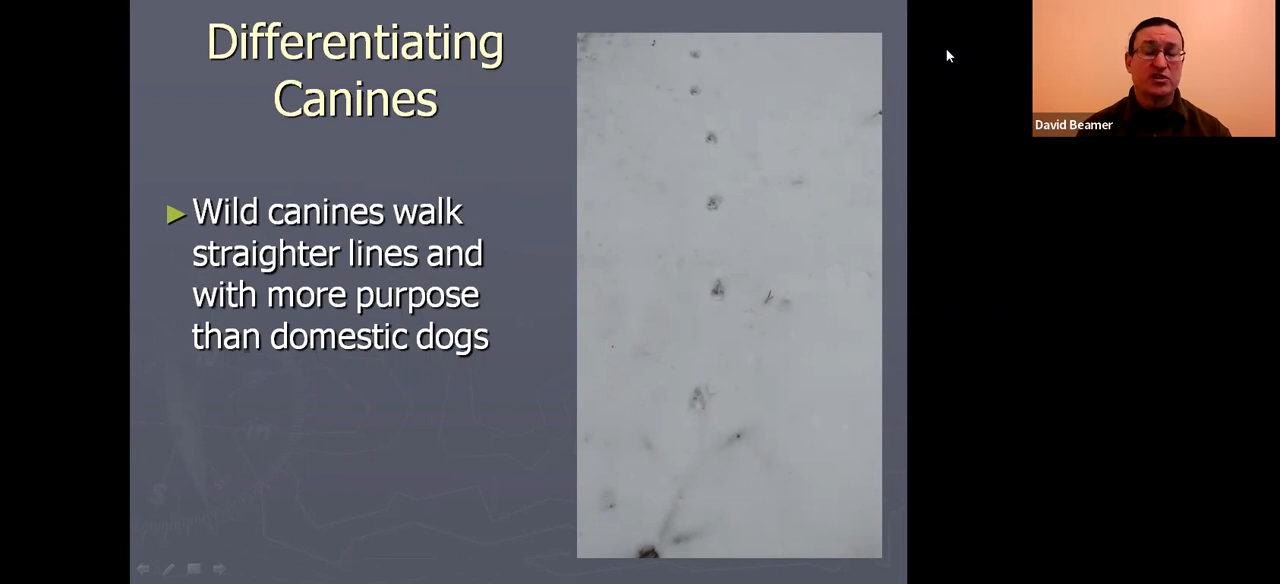 Differentiating
Canines
Wild canines walk
straighter lines and
with more purpose
than domestic dogs
David Beamer